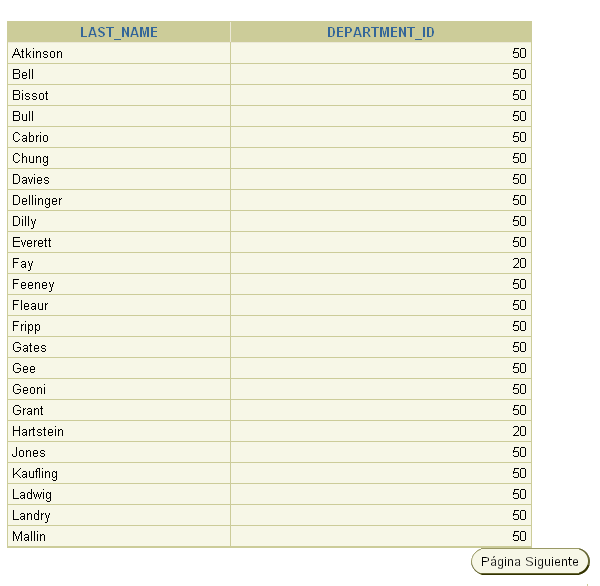 LAST_NAME DEPARTMENT_ID
Atkinson 50
Bell 50
Bissot 50
Bull 50
Cabrio 50
Chung 50
Davies 50
Dellinger 50
Dilly 50
Everett 50
Fay 20
Feeney 50
Fleaur 50
Fripp 50
Gates 50
Gee 50
Geoni 50
Grant 50
Hartstein 20
Jones 50
Kaufling 50
Ladwig 50
Landry 50
Mallin 50
Página Siguiente